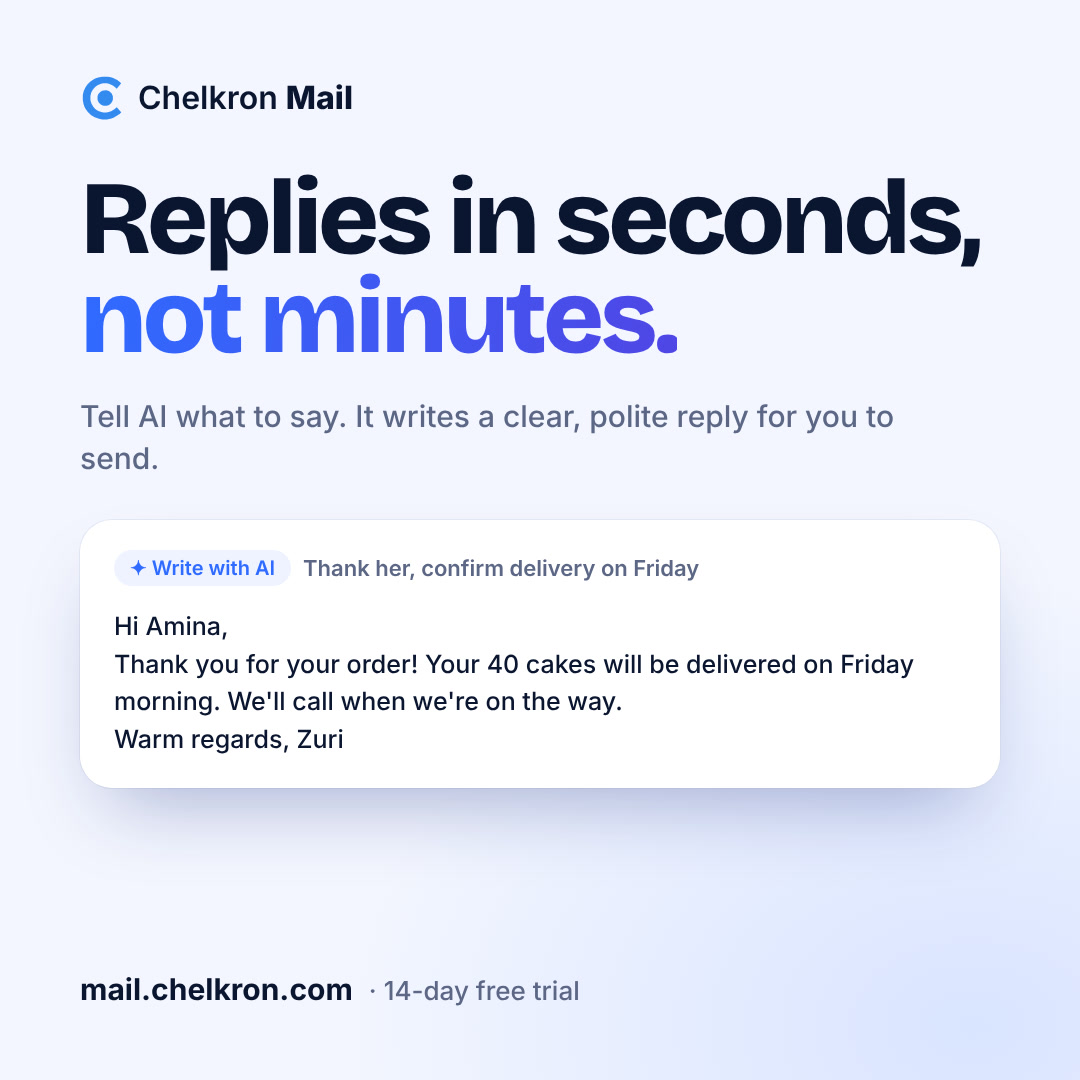 Chelkron Mail
Replies in seconds,
not minutes.
Tell AI what to say. It writes a clear, polite reply for you to
send.
✦ Write with AI Thank her, confirm delivery on Friday
Hi Amina,
Thank you for your order! Your 40 cakes will be delivered on Friday
morning. We'll call when we're on the way.
Warm regards, Zuri
mail.chelkron.com · 14-day free trial